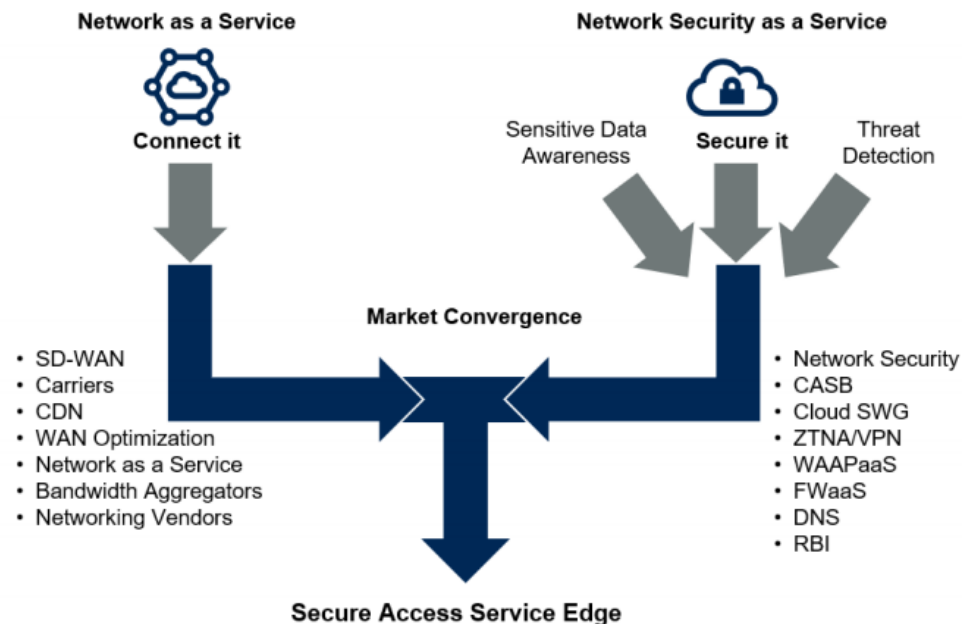 Network as a Service
Network Security as a Service
Connect it
Sensitive Data
Awareness
Secure it
Threat
Detection
Market Convergence
• SD-WAN
• Carriers
• CDN
• WAN Optimization
• Network as a Service
• Bandwidth Aggregators
• Networking Vendors
• Network Security
• CASB
• Cloud SWG
• ZTNA/VPN
• WAAPaaS
• FWaaS
• DNS
• RBI
Secure Access Service Edge